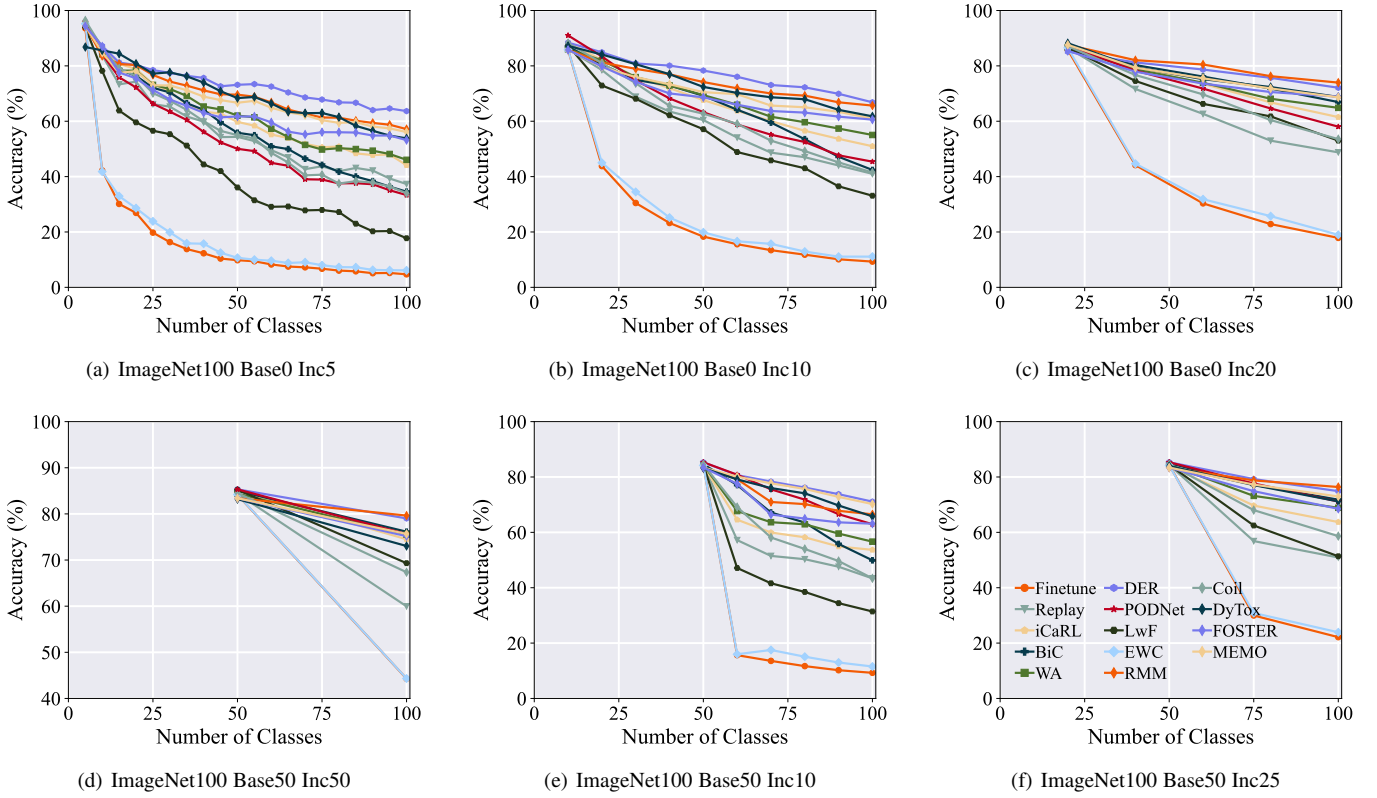 100
80
60
40
20
0
Accuracy (%)
0 25 50 75 100
Number of Classes
(a) ImageNet100 Base0 Inc5
100
80
60
40
20
0
Accuracy (%)
0 25 50 75 100
Number of Classes
(b) ImageNet100 Base0 Inc10
100
80
60
40
20
0
Accuracy (%)
0 25 50 75 100
Number of Classes
(c) ImageNet100 Base0 Inc20
100
90
80
70
60
50
40
Accuracy (%)
0 25 50 75 100
Number of Classes
(d) ImageNet100 Base50 Inc50
100
80
60
40
20
0
Accuracy (%)
0 25 50 75 100
Number of Classes
(e) ImageNet100 Base50 Inc10
100
80
60
40
20
0
Accuracy (%)
Finetune DER Coil
Replay PODNet DyTox
iCaRL LwF FOSTER
BiC EWC MEMO
WA RMM
0 25 50 75 100
Number of Classes
(f) ImageNet100 Base50 Inc25